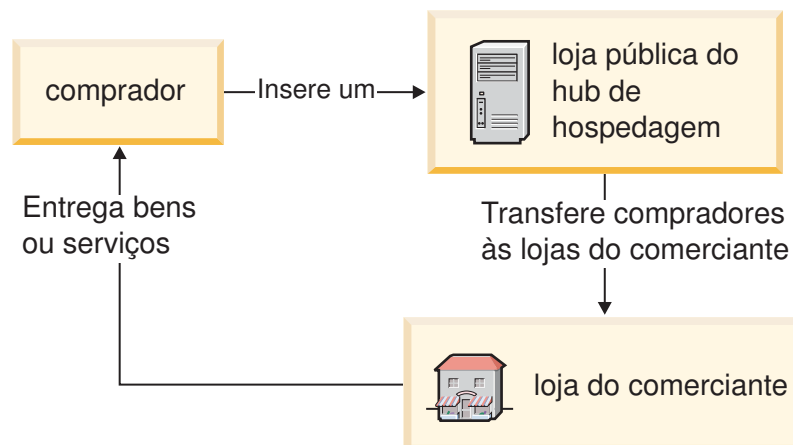 comprador
Insere um
loja pública do
hub de
hospedagem
Entrega bens
ou serviços
Transfere compradores
às lojas do comerciante
loja do comerciante